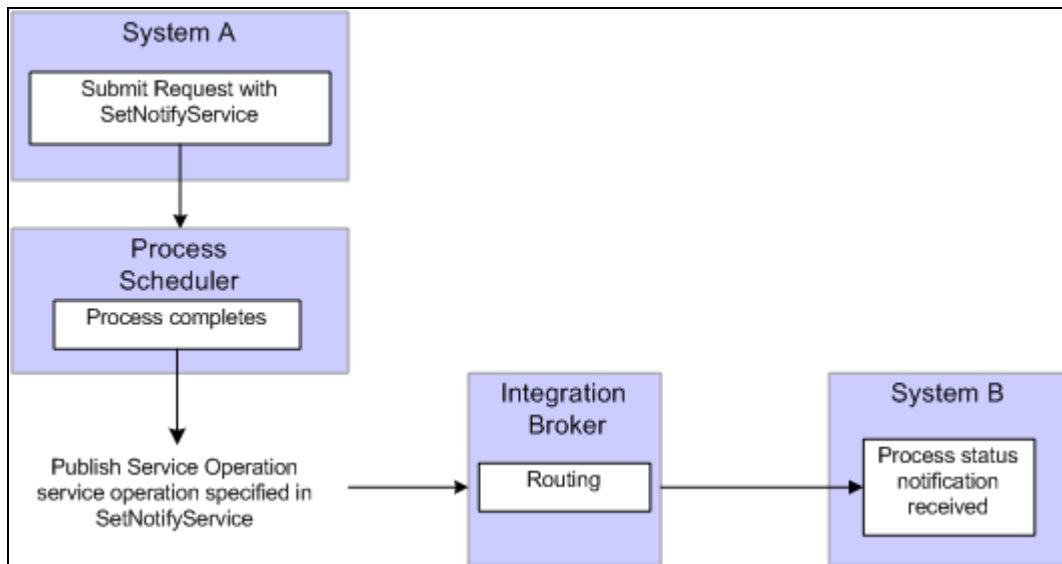 System A
Submit Request with
SetNotifyService
Process
Scheduler
Process completes
Publish Service Operation
service operation specified in
SetNotifyService
Integration
Broker
Routing
System B
Process status
notification
received